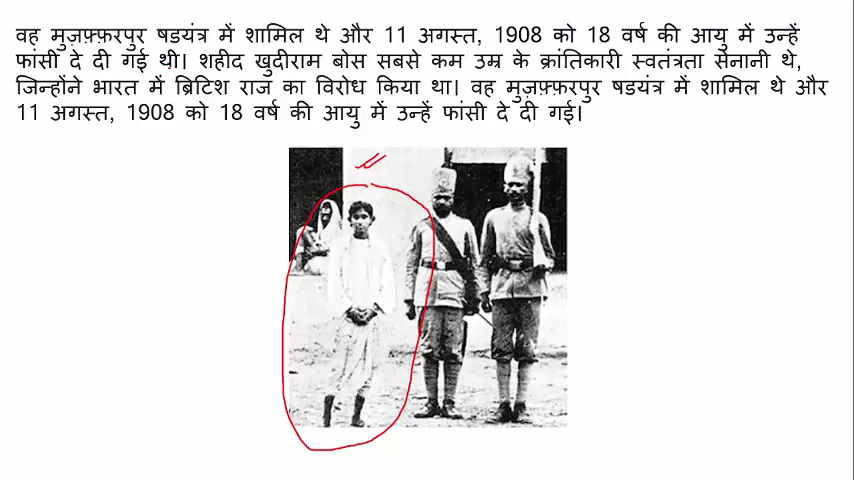 वह मुज़फ़्फ़रपुर षडयंत्र में शामिल थे और 11 अगस्त, 1908 को 18 वर्ष की आयु में उन्हें
फांसी दे दी गई थी। शहीद खुदीराम बोस सबसे कम उम्र के क्रांतिकारी स्वतंत्रता सेनानी थे,
जिन्होंने भारत में ब्रिटिश राज का विरोध किया था। वह मुज़फ़्फ़रपुर षडयंत्र में शामिल थे और
11 अगस्त, 1908 को 18 वर्ष की आयु में उन्हें फांसी दे दी गई।